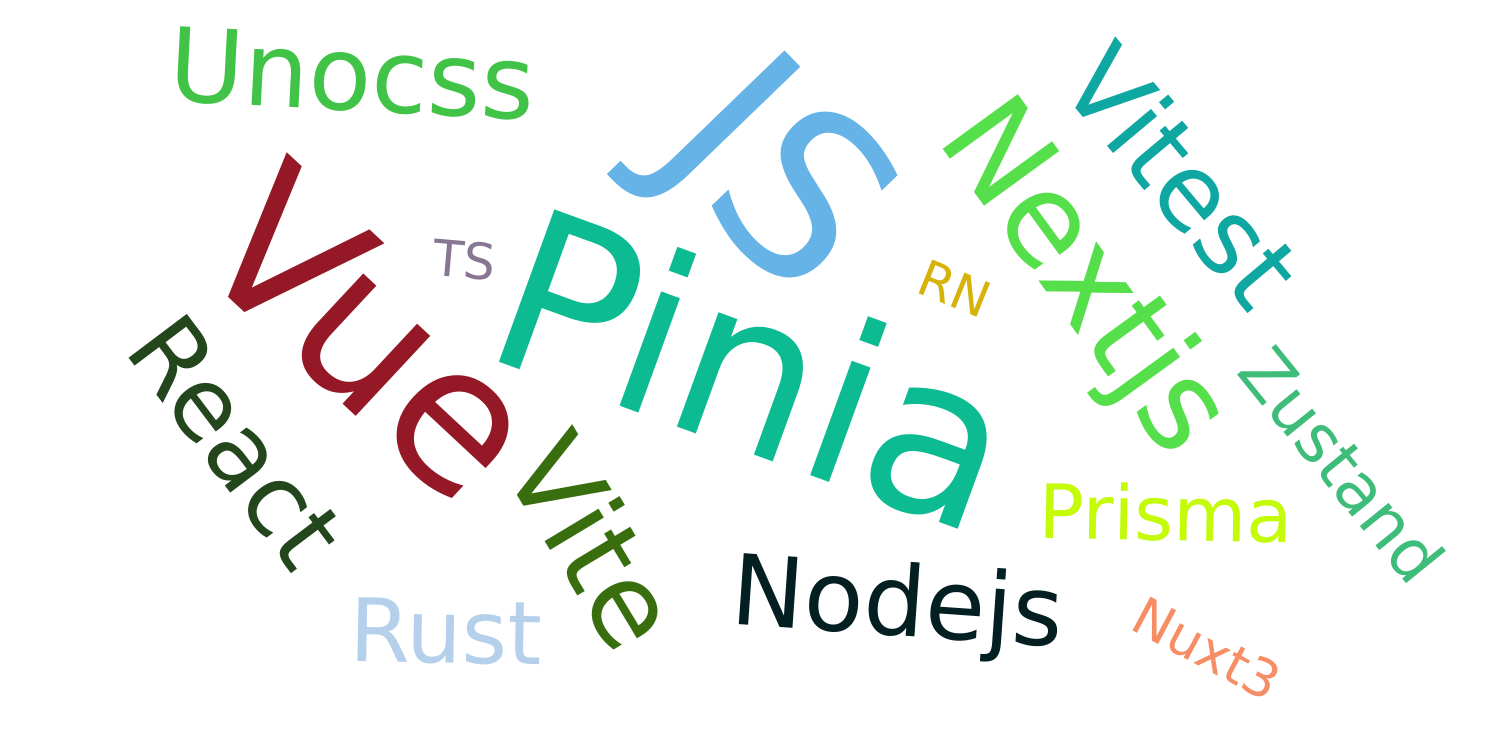 Unocss
JS
Vitest
Nextjs
Vue
TS
Pinia
RN
React
Zustand
Vite
Prisma
Nodejs
Rust
Nuxt3